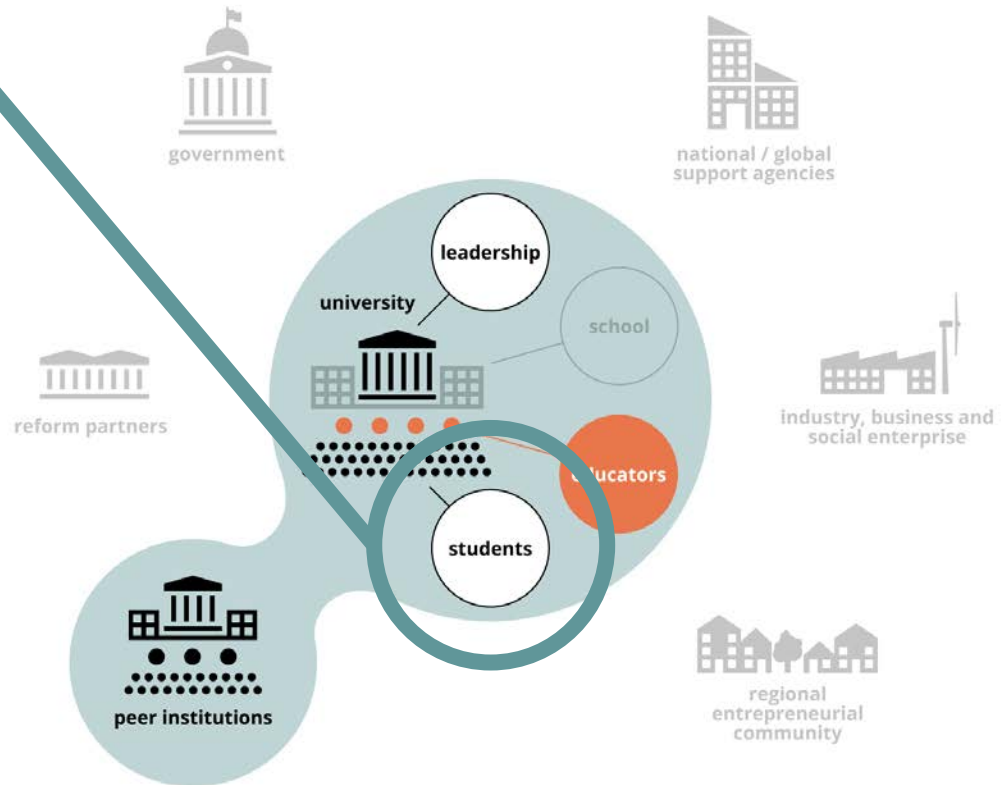 government
national / global
support agencies
leadership
university
school
reform partners
industry, business and
social enterprise
educators
students
peer institutions
regional
entrepreneurial
community